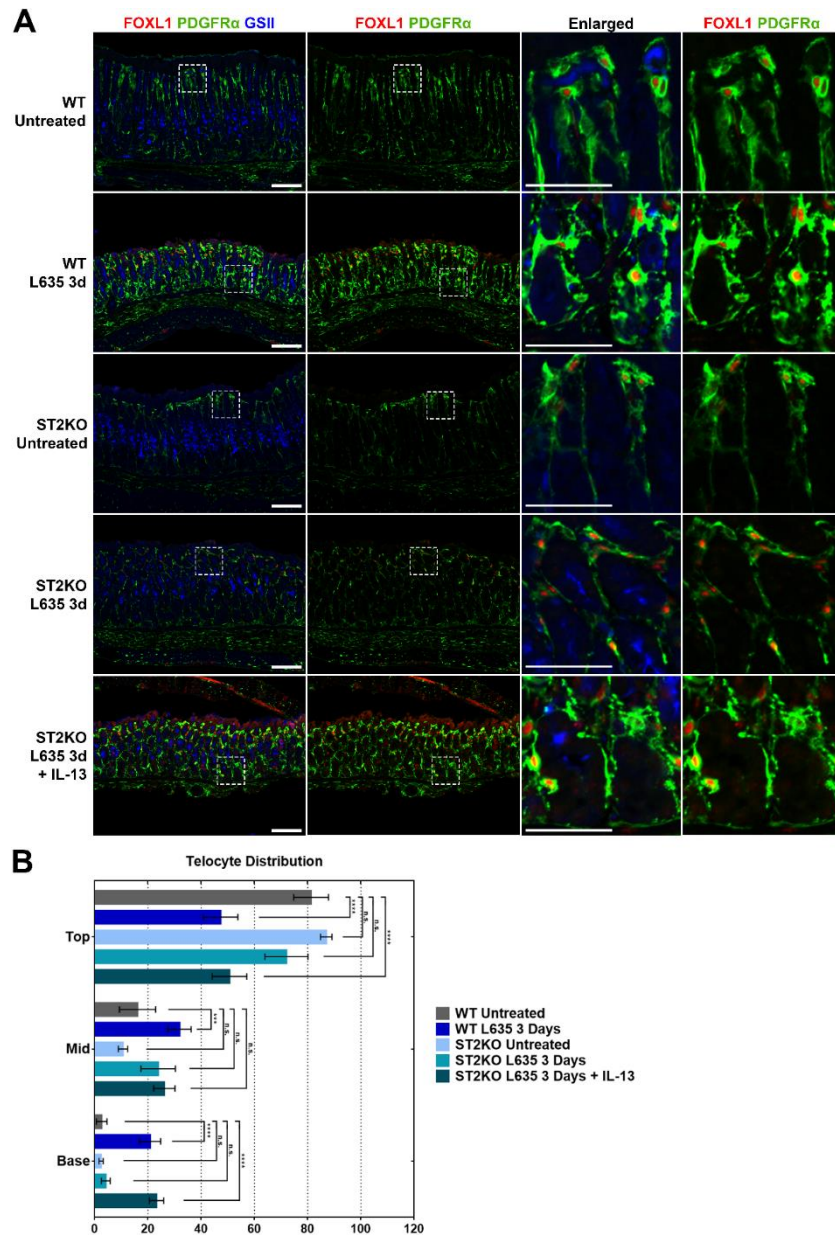 A
FOXL1 PDGFRα GSII
FOXL1 PDGFRα
Enlarged
FOXL1 PDGFRα
WT
Untreated
WT
L635 3d
ST2KO
Untreated
ST2KO
L635 3d
ST2KO
L635 3d
+ IL-13
B
Telocyte Distribution
Top
****
n.s.
n.s.
****
Mid
***
n.s.
n.s.
n.s.
Base
****
n.s.
n.s.
****
0 20 40 60 80 100 120
WT Untreated
WT L635 3 Days
ST2KO Untreated
ST2KO L635 3 Days
ST2KO L635 3 Days + IL-13